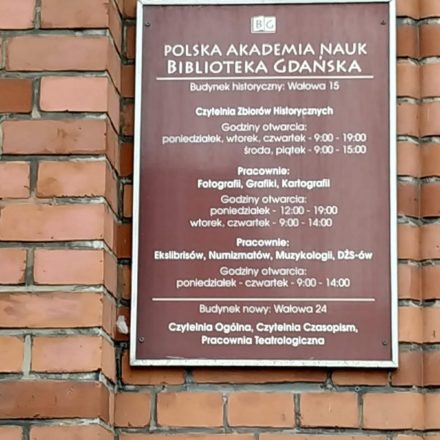 B G
POLSKA AKADEMIA NAUK
BIBLIOTEKA GDAŃSKA
Budynek historyczny: Wałowa 15
Czytelnia Zbiorów Historycznych
Godziny otwarcia:
poniedziałek, wtorek, czwartek - 9:00 - 19:00
środa, piątek - 9:00 - 15:00
Pracownie:
Fotografii, Grafiki, Kartografii
Godziny otwarcia:
poniedziałek - 12:00 - 19:00
wtorek, czwartek - 9:00 - 14:00
Pracownie:
Ekslibrisów, Numizmatów, Muzykologii, DŻS-ów
Godziny otwarcia:
poniedziałek - czwartek - 9:00 - 14:00
Budynek nowy: Wałowa 24
Czytelnia Ogólna, Czytelnia Czasopism,
Pracownia Teatrologiczna